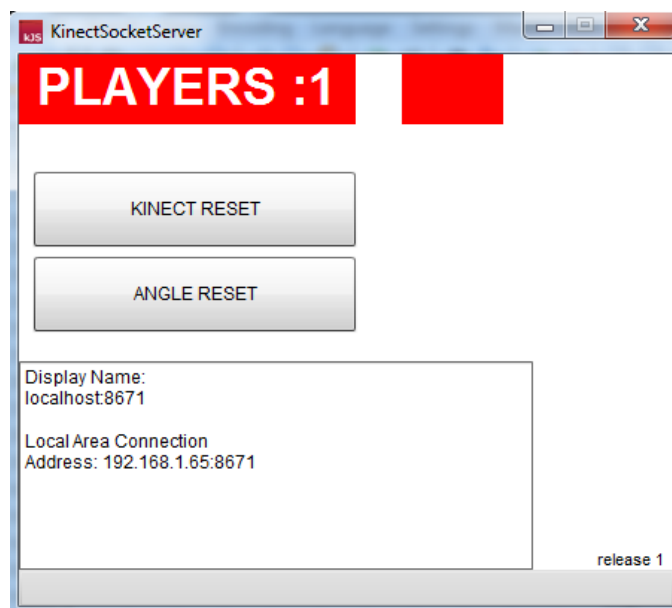 kJS KinectSocketServer
PLAYERS :1
KINECT RESET
ANGLE RESET
Display Name:
localhost:8671
Local Area Connection
Address: 192.168.1.65:8671
release 1